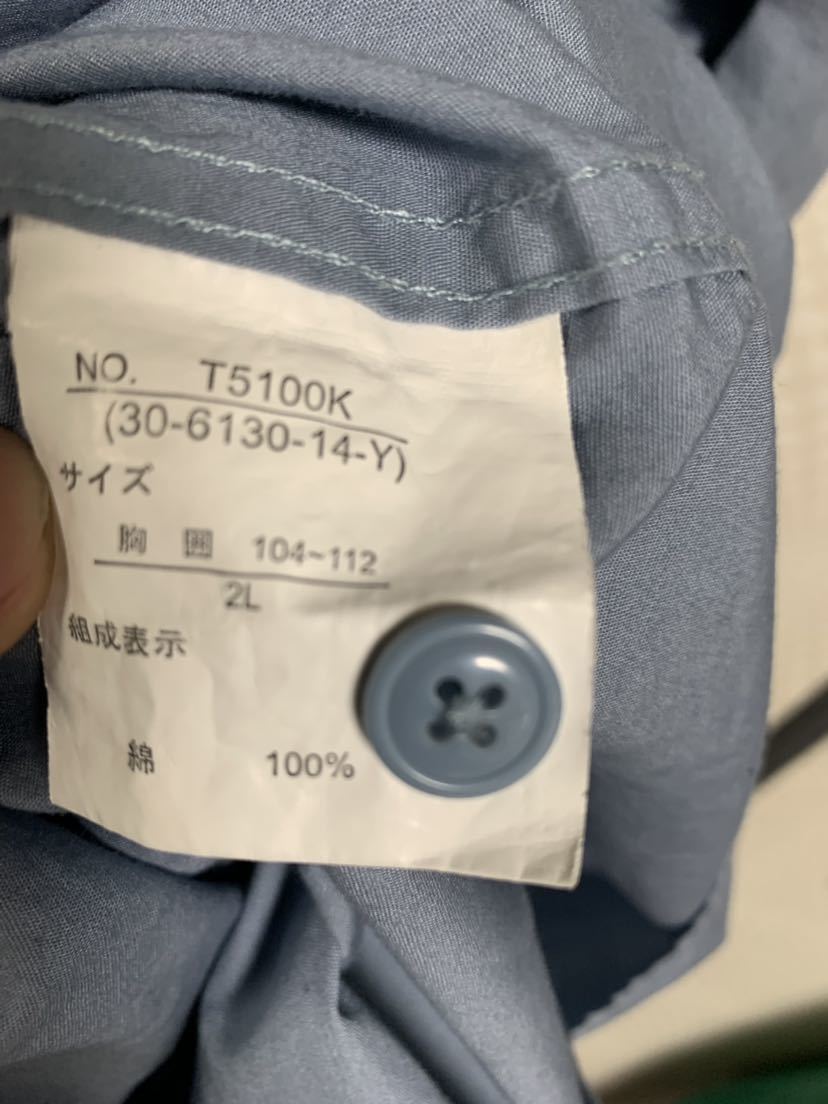 NO. T5100K
(30-6130-14-Y)
サイズ
胸 囲 104~112
2L
組成表示
綿 100%